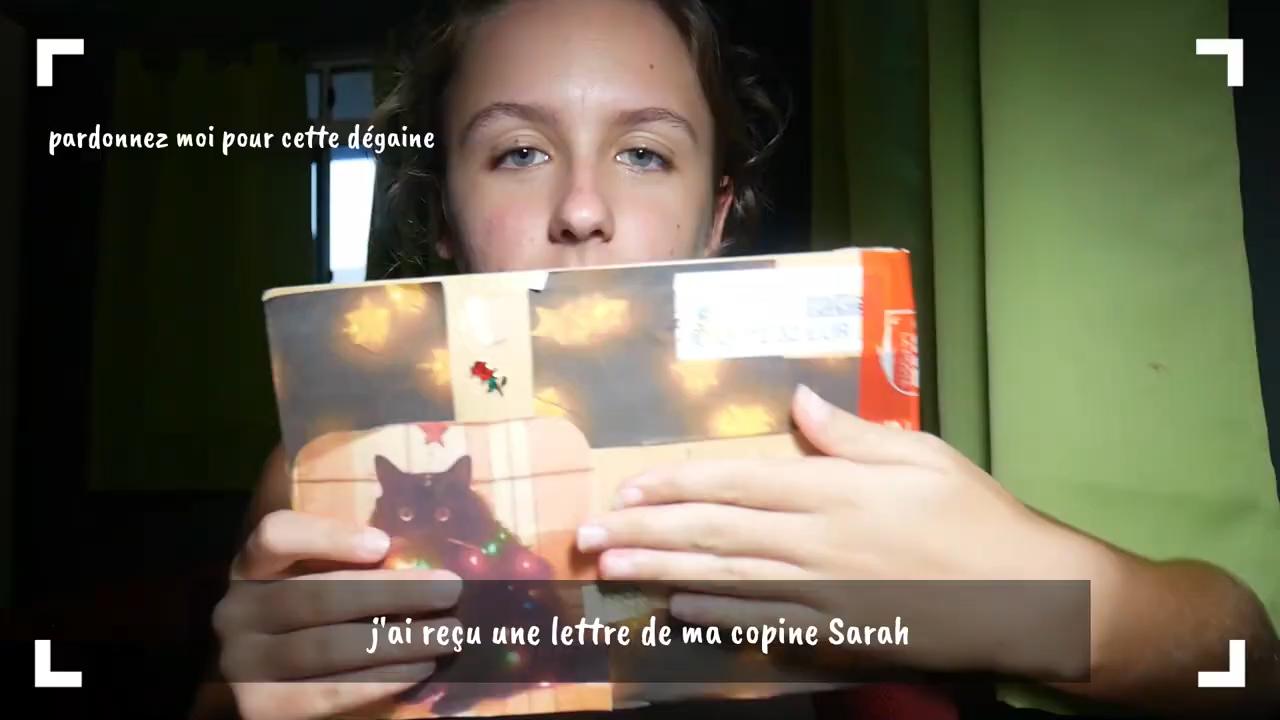 pardonnez moi pour cette dégaine
j"ai reçu une lettre de ma copine Sarah